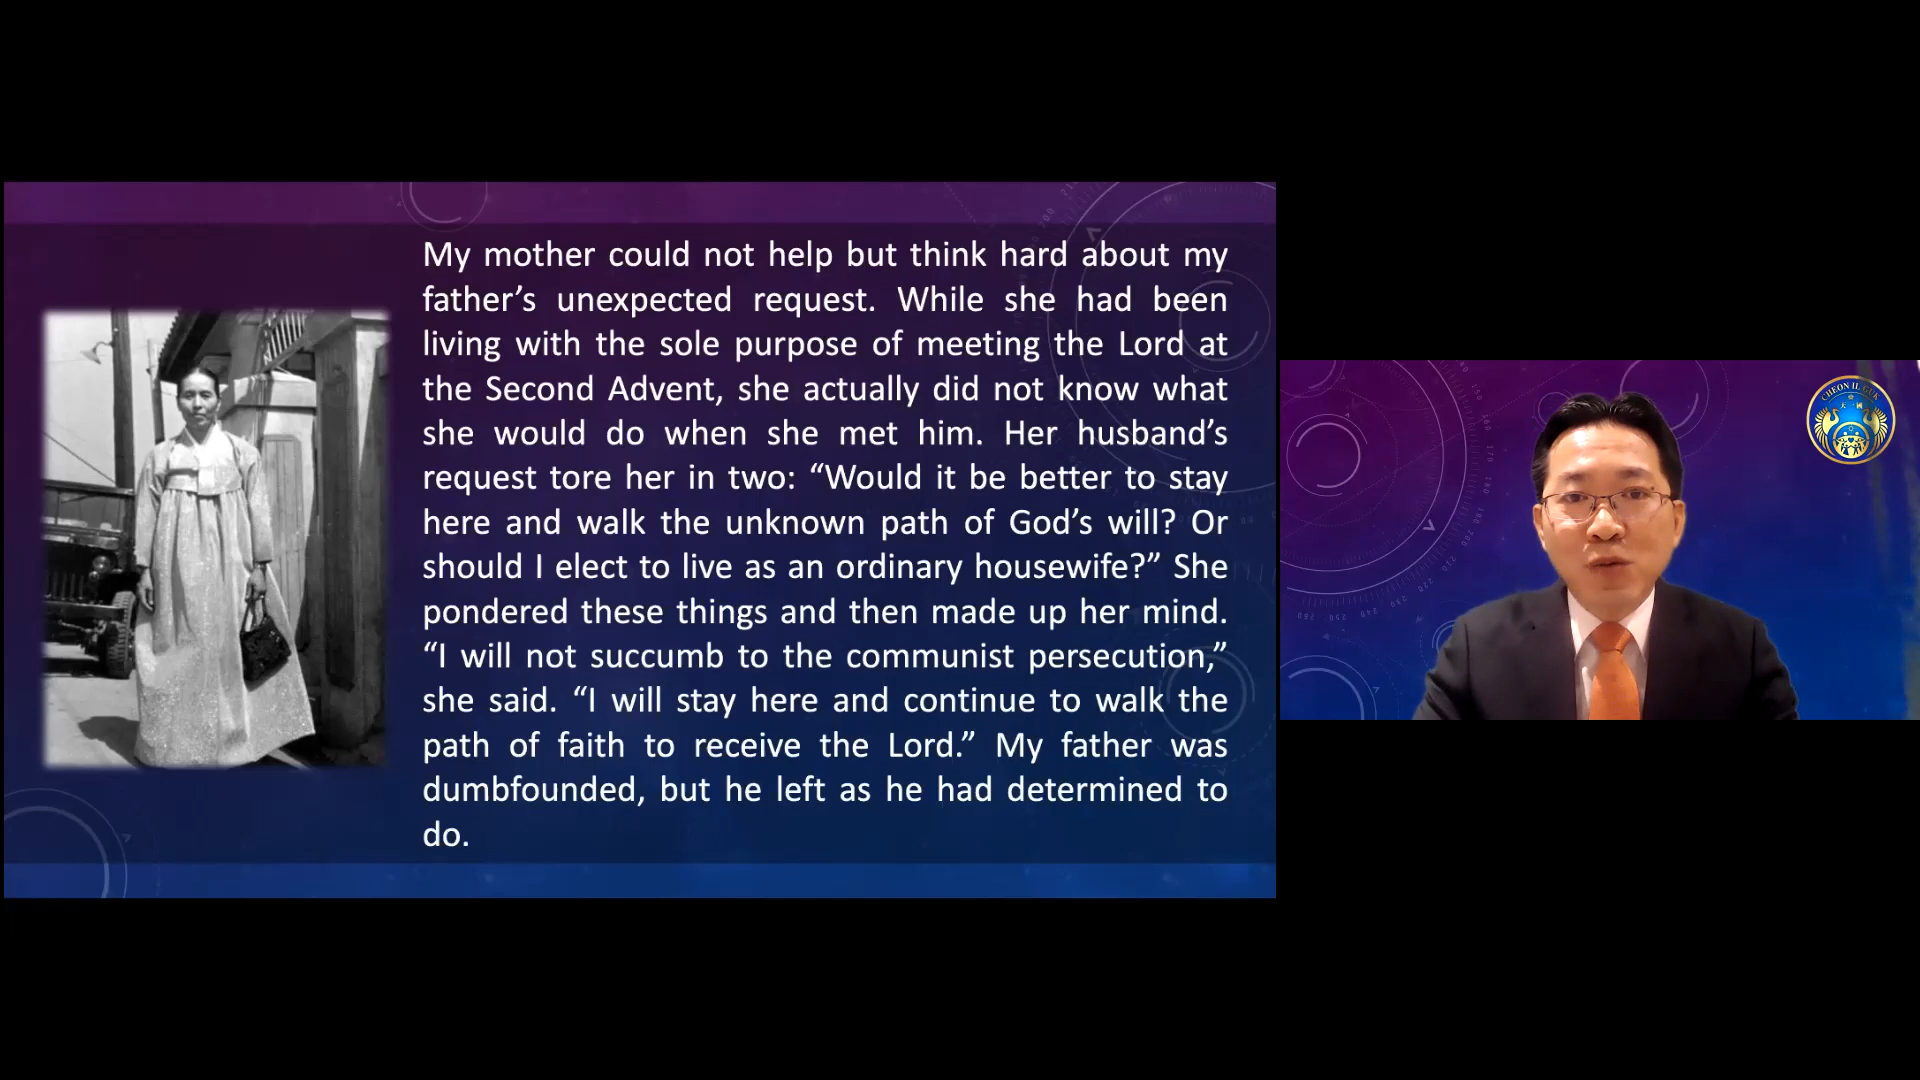 My mother could not help but think hard about my
father’s unexpected request. While she had been
living with the sole purpose of meeting the Lord at
the Second Advent, she actually did not know what
she would do when she met him. Her husband’s
request tore her in two: “Would it be better to stay
here and walk the unknown path of God’s will? Or
should I elect to live as an ordinary housewife?” She
pondered these things and then made up her mind.
“I will not succumb to the communist persecution,”
she said. “I will stay here and continue to walk the
path of faith to receive the Lord.” My father was
dumbfounded, but he left as he had determined to
do.
CHEON IL GUK